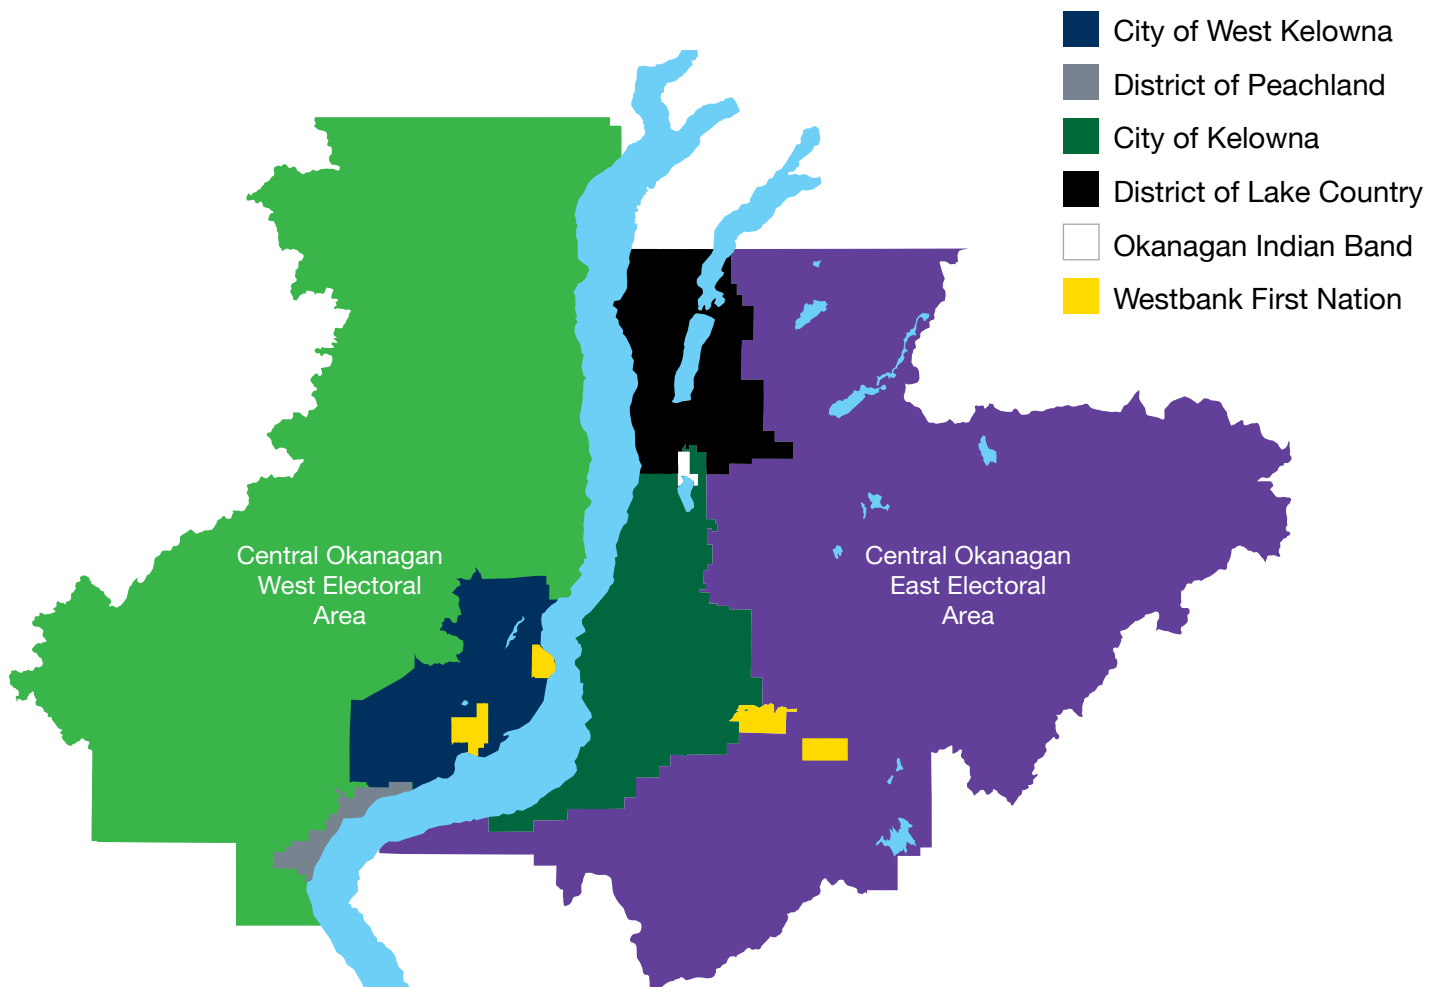 City of West Kelowna
District of Peachland
City of Kelowna
District of Lake Country
Okanagan Indian Band
Westbank First Nation
Central Okanagan
West Electoral
Area
Central Okanagan
East Electoral
Area